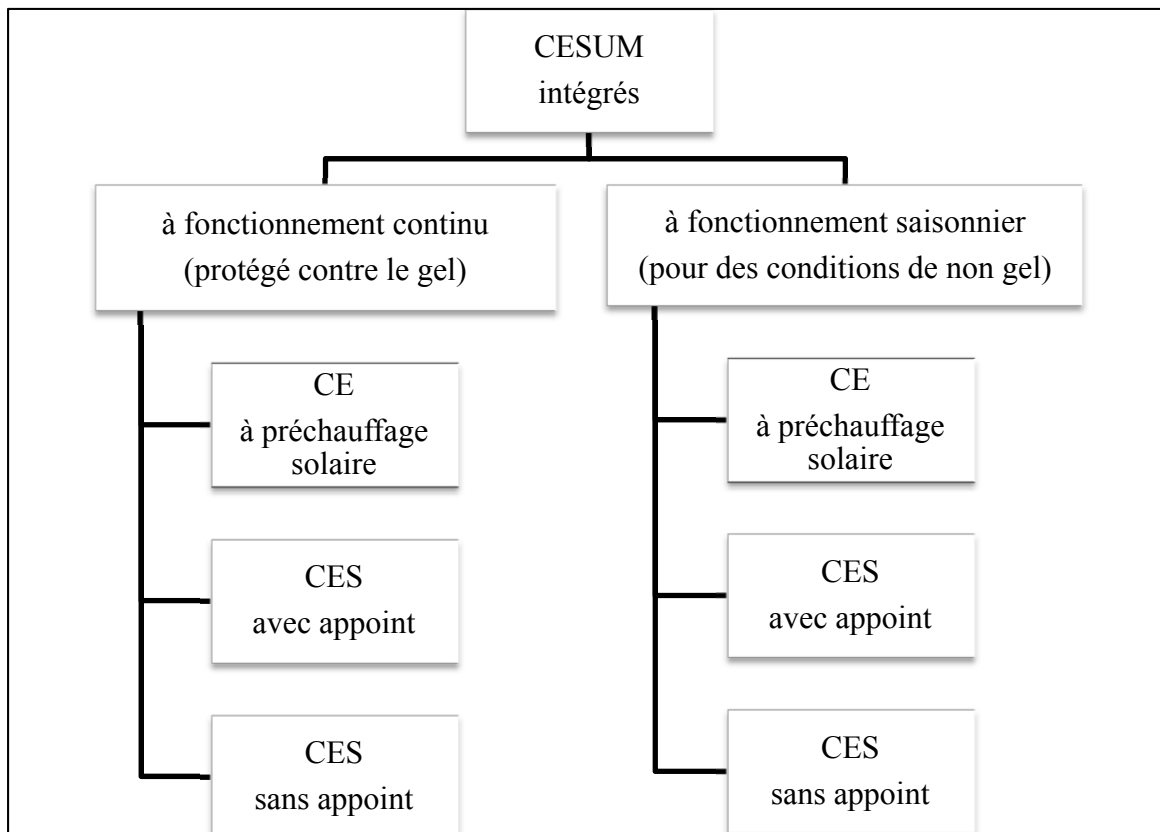 CESUM
intégrés
à fonctionnement continu
(protégé contre le gel)
à fonctionnement saisonnier
(pour des conditions de non gel)
CE
à préchauffage
solaire
CES
avec appoint
CES
sans appoint
CE
à préchauffage
solaire
CES
avec appoint
CES
sans appoint